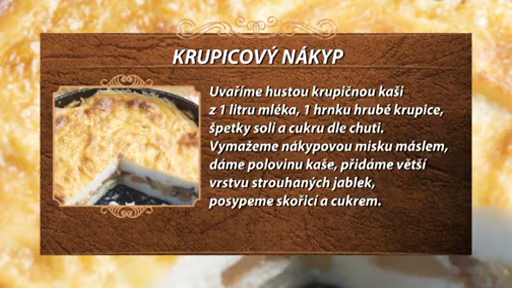 KRUPICOVÝ NÁKYP
Uvaříme hustou krupičnou kaši
z 1 litru mléka, 1 hrnku hrubé krupice,
špetky soli a cukru dle chuti.
Vymažeme nákypovou misku máslem,
dáme polovinu kaše, přidáme větší
vrstvu strouhaných jablek,
posypeme skořicí a cukrem.